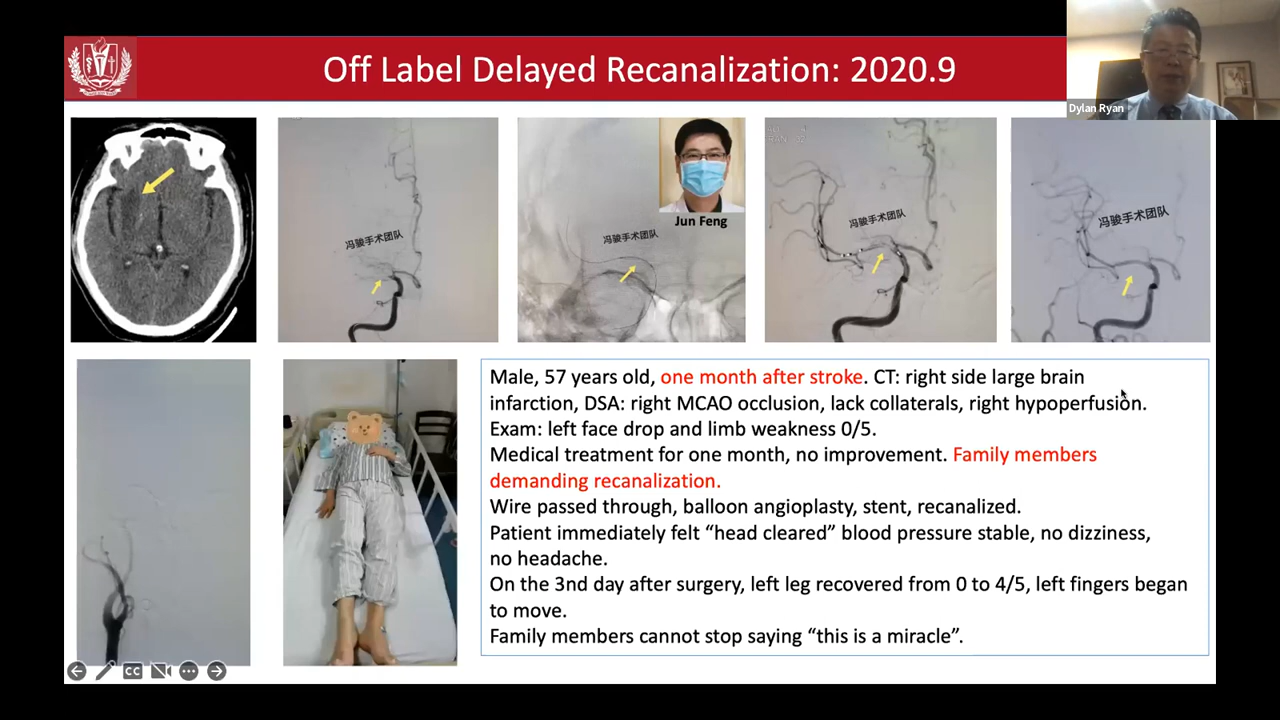 Off Label Delayed Recanalization: 2020.9
Dylan Ryan
冯骏手术团队
冯骏手术团队
Jun Feng
冯骏手术团队
冯骏手术团队
Male, 57 years old, one month after stroke. CT: right side large brain
infarction, DSA: right MCAO occlusion, lack collaterals, right hypoperfusion.
Exam: left face drop and limb weakness 0/5.
Medical treatment for one month, no improvement. Family members
demanding recanalization.
Wire passed through, balloon angioplasty, stent, recanalized.
Patient immediately felt “head cleared” blood pressure stable, no dizziness,
no headache.
On the 3nd day after surgery, left leg recovered from 0 to 4/5, left fingers began
to move.
Family members cannot stop saying “this is a miracle”.
CC